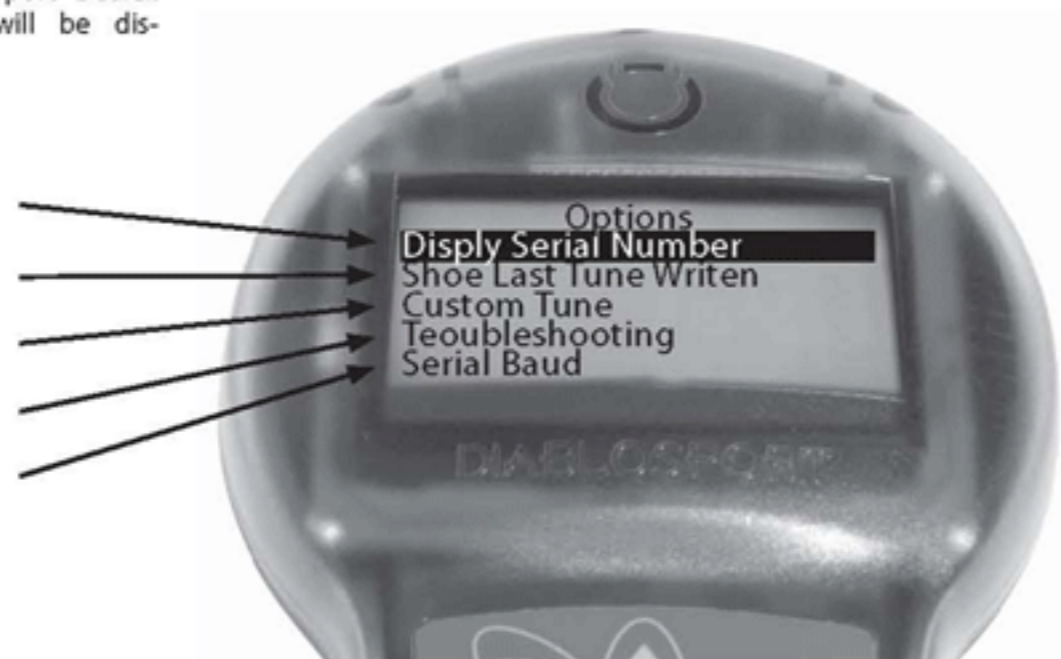 will be dis-
Options
Disply Serial Number
Shoe Last Tune Writen
Custom Tune
Teoubleshooting
Serial Baud
DIABLOSPORT